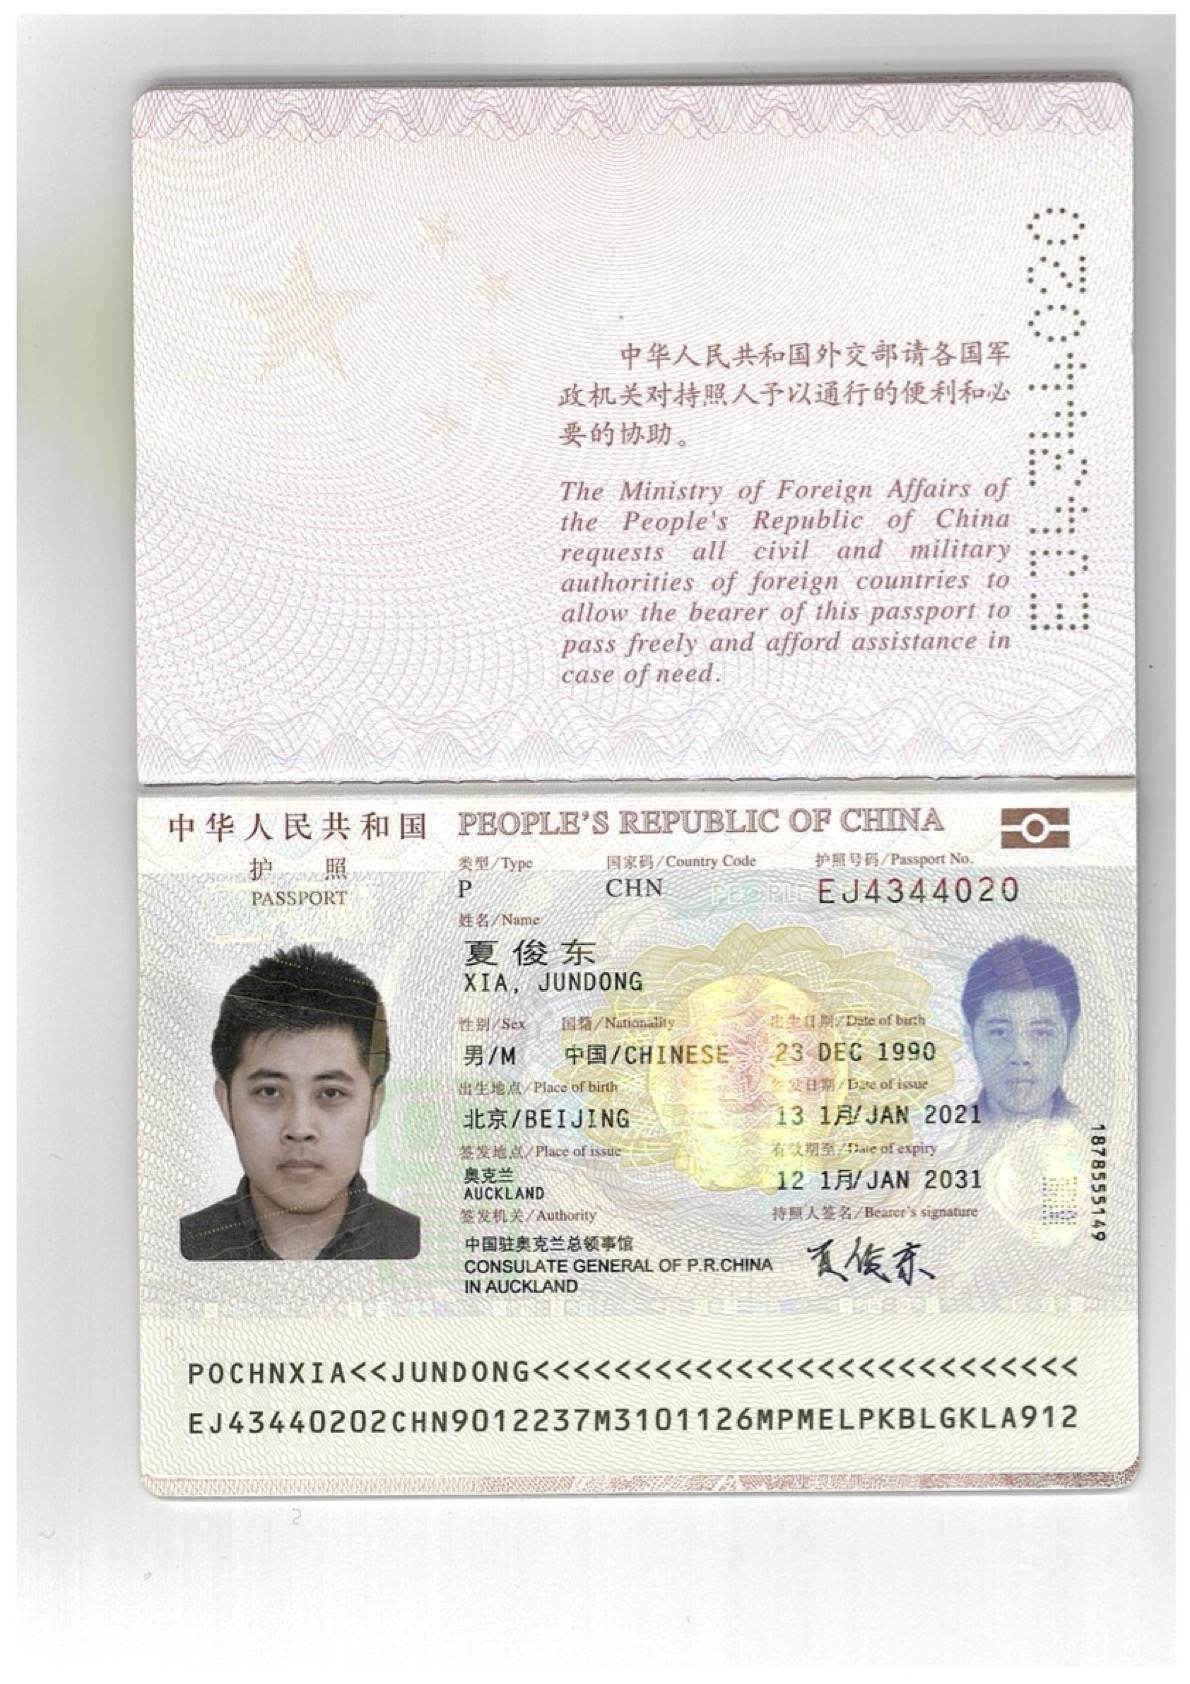 中华人民共和国外交部请各国军
政机关对持照人予以通行的便利和必
要的协助。
The Ministry of Foreign Affairs of
the People's Republic of China
requests all civil and military
authorities of foreign countries to
allow the bearer of this passport to
pass freely and afford assistance in
case of need.
EJ4344020
中华人民共和国 PEOPLE'S REPUBLIC OF CHINA
护照
PASSPORT
类型/Type 国家码/Country Code 护照号码/Passport No.
P CHN EJ4344020
姓名/Name
夏俊东
XIA, JUNDONG
性别/Sex 国籍/Nationality 出生日期/Date of birth
男/M 中国/CHINESE 23 DEC 1990
出生地点/Place of birth 签发日期/Date of issue
北京/BEIJING 13 1月/JAN 2021
签发地点/Place of issue 有效期至/Date of expiry
奥克兰 12 1月/JAN 2031
AUCKLAND
签发机关/Authority 持照人签名/Bearer's signature
中国驻奥克兰总领事馆 夏俊东
CONSULATE GENERAL OF P.R.CHINA
IN AUCKLAND
1878555149
POCHNXIA<<JUNDONG<<<<<<<<<<<<<<<<<<<<<<<<<<<
EJ43440202CHN9012237M3101126MPMELPKBLGKLA912